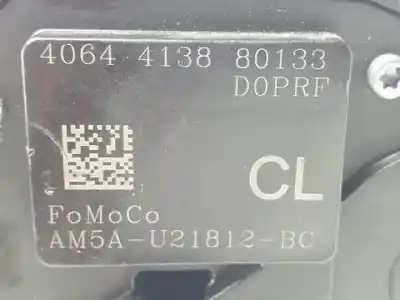 4064 4138 80133
D0PRF
CL
FoMoCo
AM5A-U21812-BC